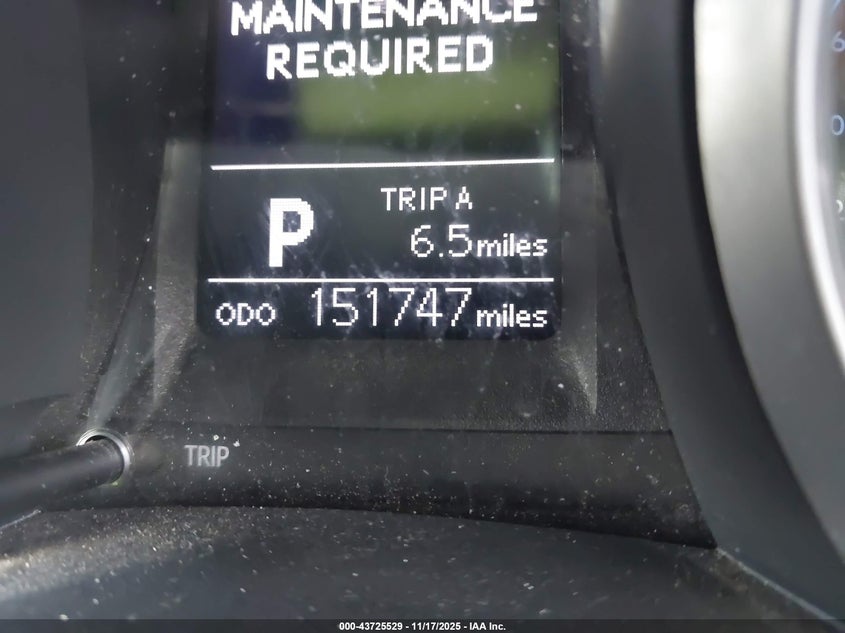 MAINTENANCE
REQUIRED
TRIP A
P
6.5 miles
ODO 151747 miles
TRIP
000-43725529 - 11/17/2025 - IAA Inc.